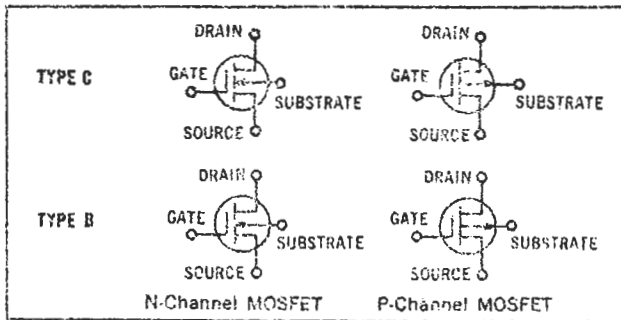 DRAIN DRAIN
TYPE C GATE GATE
SUBSTRATE SUBSTRATE
SOURCE SOURCE
DRAIN DRAIN
TYPE B GATE GATE
SUBSTRATE SUBSTRATE
SOURCE SOURCE
N-Channel MOSFET P-Channel MOSFET